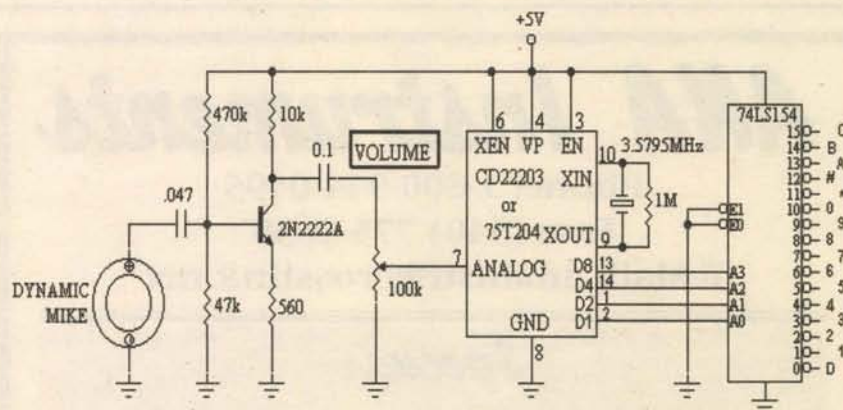 +5V
470k
10k
0.1
VOLUME
.047
2N2222A
DYNAMIC
MIKE
47k
560
100k
6 4 3
XEN VP EN
CD22203
or
75T204
10
XIN
3.5795MHz
1M
XOUT
9
7
ANALOG
D8 13
D4 14
D2 1
D1 2
GND
8
74LS154
E1
E0
A3
A2
A1
A0
15 C
14 B
13 A
12 #
11 *
10 0
9 9
8 8
7 7
6 6
5 5
4 4
3 3
2 2
1 1
0 D